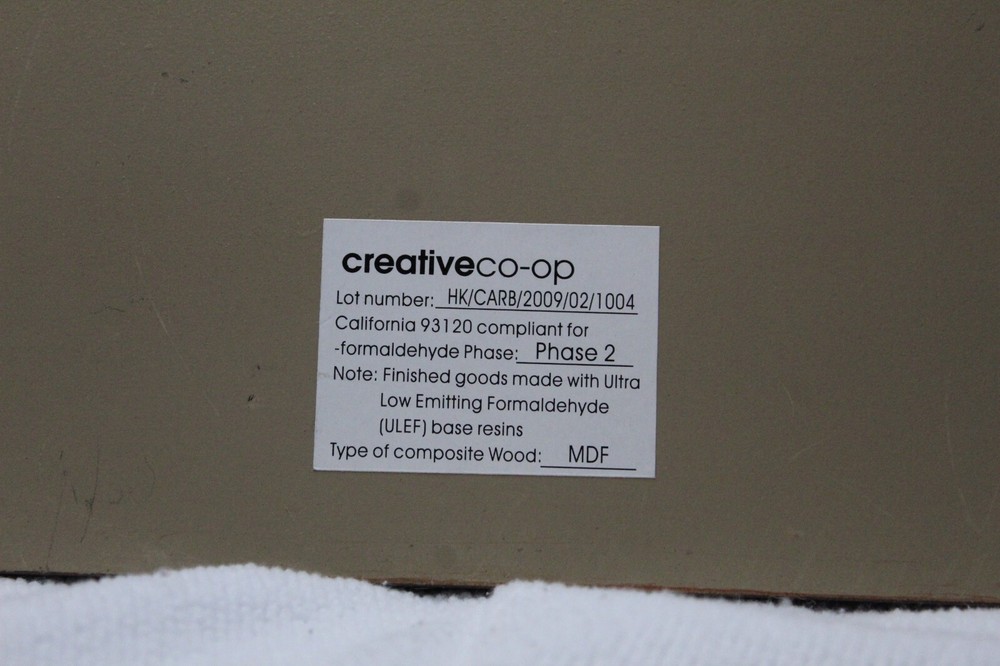 creativeco-op
Lot number: HK/CARB/2009/02/1004
California 93120 compliant for
-formaldehyde Phase: Phase 2
Note: Finished goods made with Ultra
Low Emitting Formaldehyde
(ULEF) base resins
Type of composite Wood: MDF